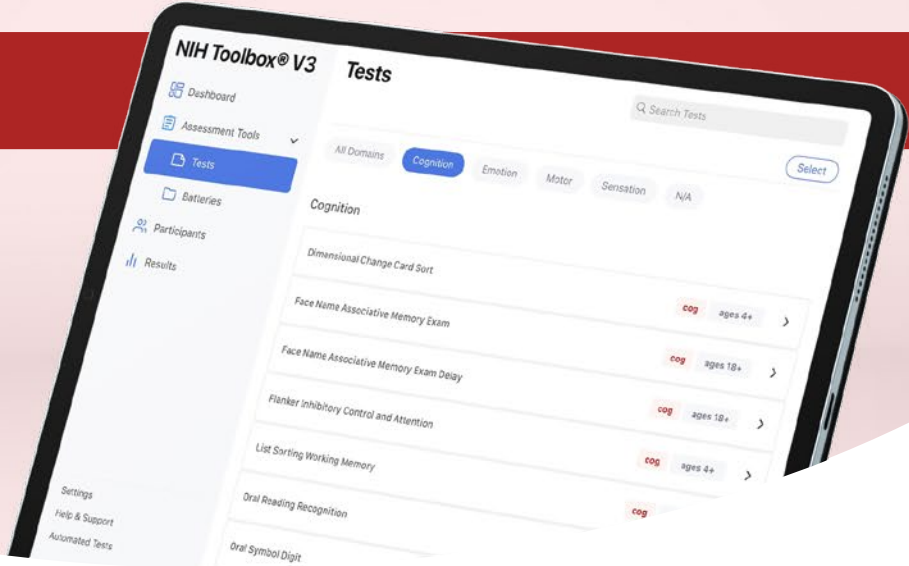 NIH Toolbox® V3
Dashboard
Assessment Tools
Tests
Batteries
Participants
Results
Settings
Help & Support
Automated Tests
Tests
Search Tests
Select
All Domains
Cognition
Emotion
Motor
Sensation
N/A
Cognition
Dimensional Change Card Sort
cog ages 4+
Face Name Associative Memory Exam
cog ages 18+
Face Name Associative Memory Exam Delay
cog ages 18+
Flanker Inhibitory Control and Attention
cog ages 4+
List Sorting Working Memory
cog
Oral Reading Recognition
Oral Symbol Digit